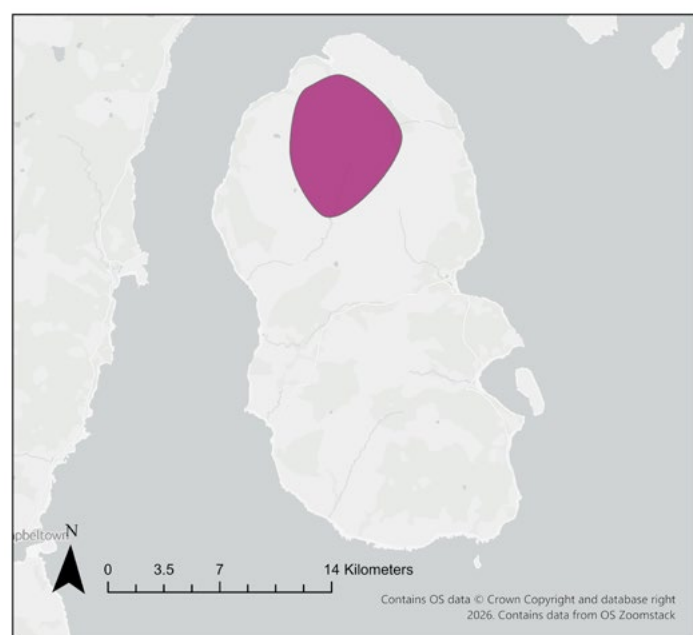 pbeltown
N
0 3.5 7 14 Kilometers
Contains OS data © Crown Copyright and database right
2026. Contains data from OS Zoomstack